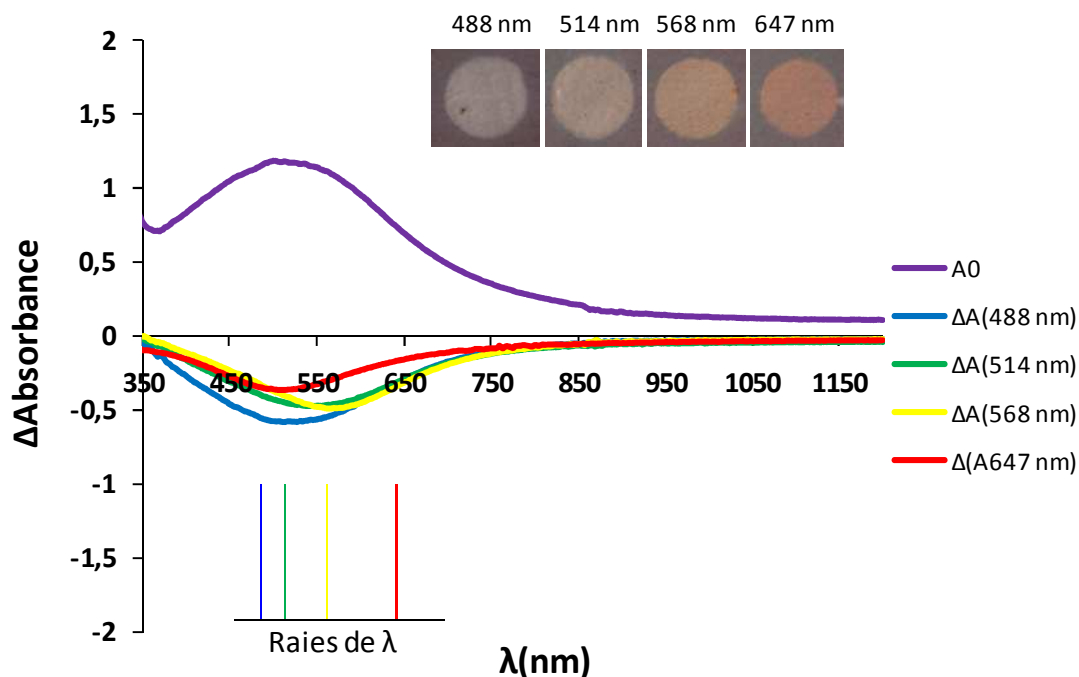 488 nm 514 nm 568 nm 647 nm
2
1,5
1
0,5
0
-0,5
-1
-1,5
-2
350 450 550 650 750 850 950 1050 1150
ΔAbsorbance
λ(nm)
Raies de λ
A0
ΔA(488 nm)
ΔA(514 nm)
ΔA(568 nm)
Δ(A647 nm)